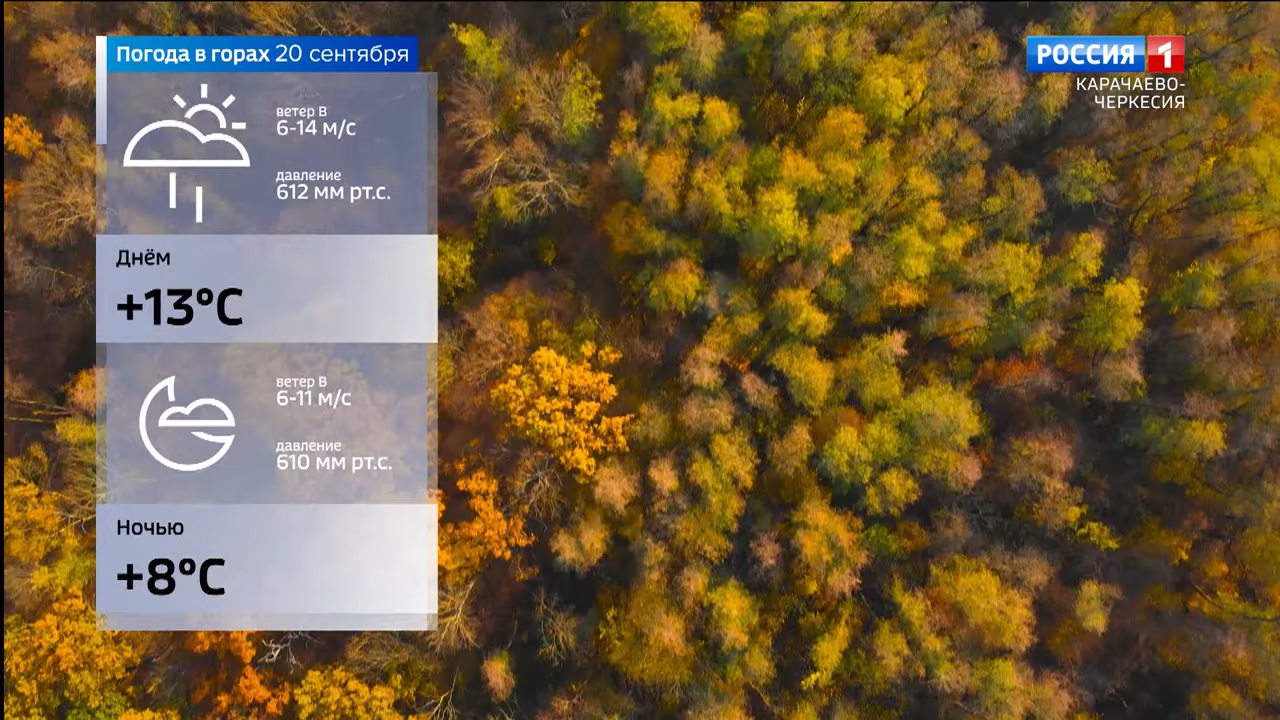 Погода в горах 20 сентября
РОССИЯ 1
КАРАЧАЕВО-
ЧЕРКЕСИЯ
ветер В
6-14 м/с
давление
612 мм рт.с.
Днём
+13°C
ветер В
6-11 м/с
давление
610 мм рт.с.
Ночью
+8°C